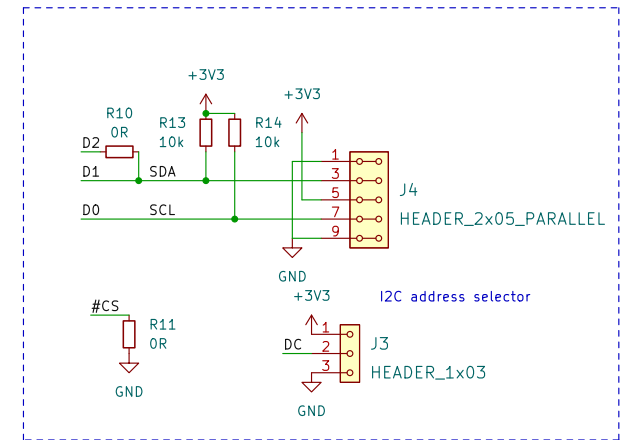 +3V3
+3V3
R10
0R
R13
10k
R14
10k
D2
D1
SDA
D0
SCL
1
3
5
7
9
J4
HEADER_2x05_PARALLEL
GND
+3V3
I2C address selector
#CS
R11
0R
GND
DC
1
2
3
J3
HEADER_1x03
GND